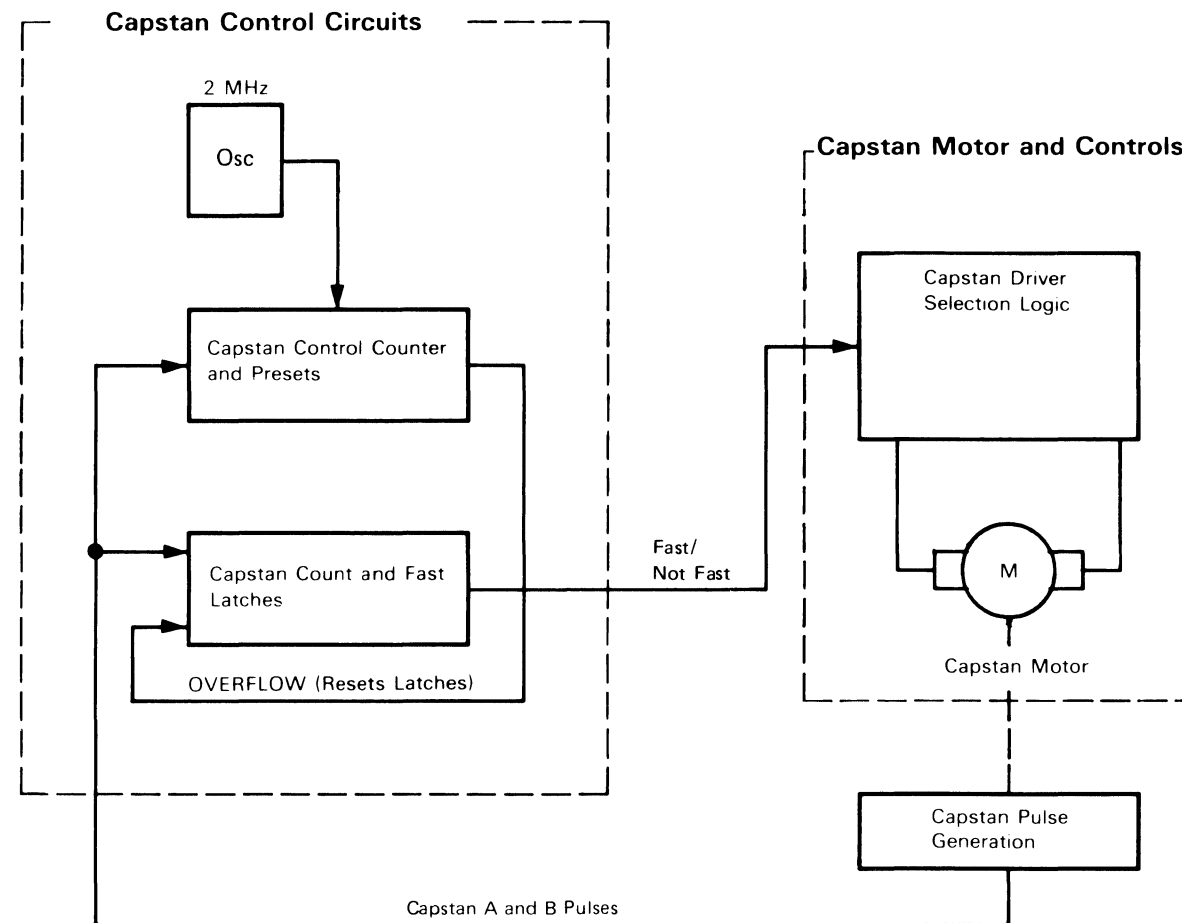 Capstan Control Circuits
2 MHz
Osc
Capstan Motor and Controls
Capstan Driver
Selection Logic
Capstan Control Counter
and Presets
Fast/
Not Fast
Capstan Count and Fast
Latches
M
OVERFLOW (Resets Latches)
Capstan Motor
Capstan Pulse
Generation
Capstan A and B Pulses